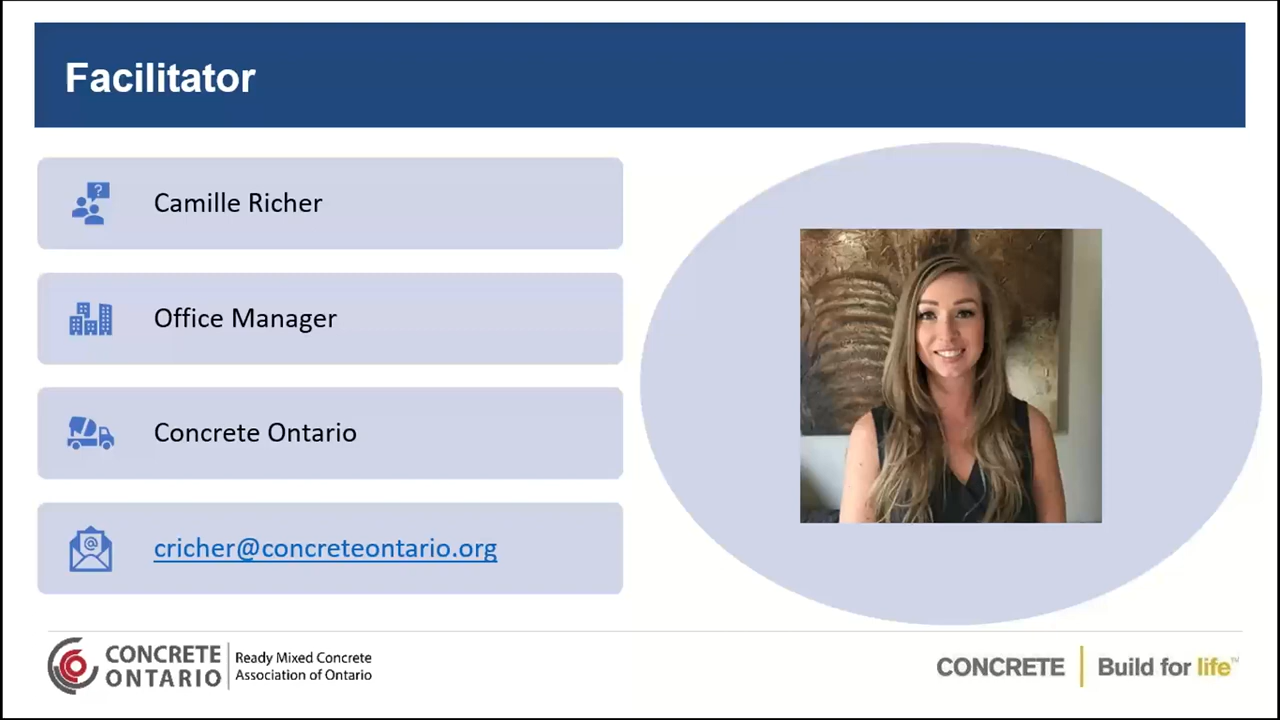 Facilitator
?
Camille Richer
Office Manager
Concrete Ontario
@
cricher@concreteontario.org
CONCRETE
ONTARIO
Ready Mixed Concrete
Association of Ontario
CONCRETE | Build for life™